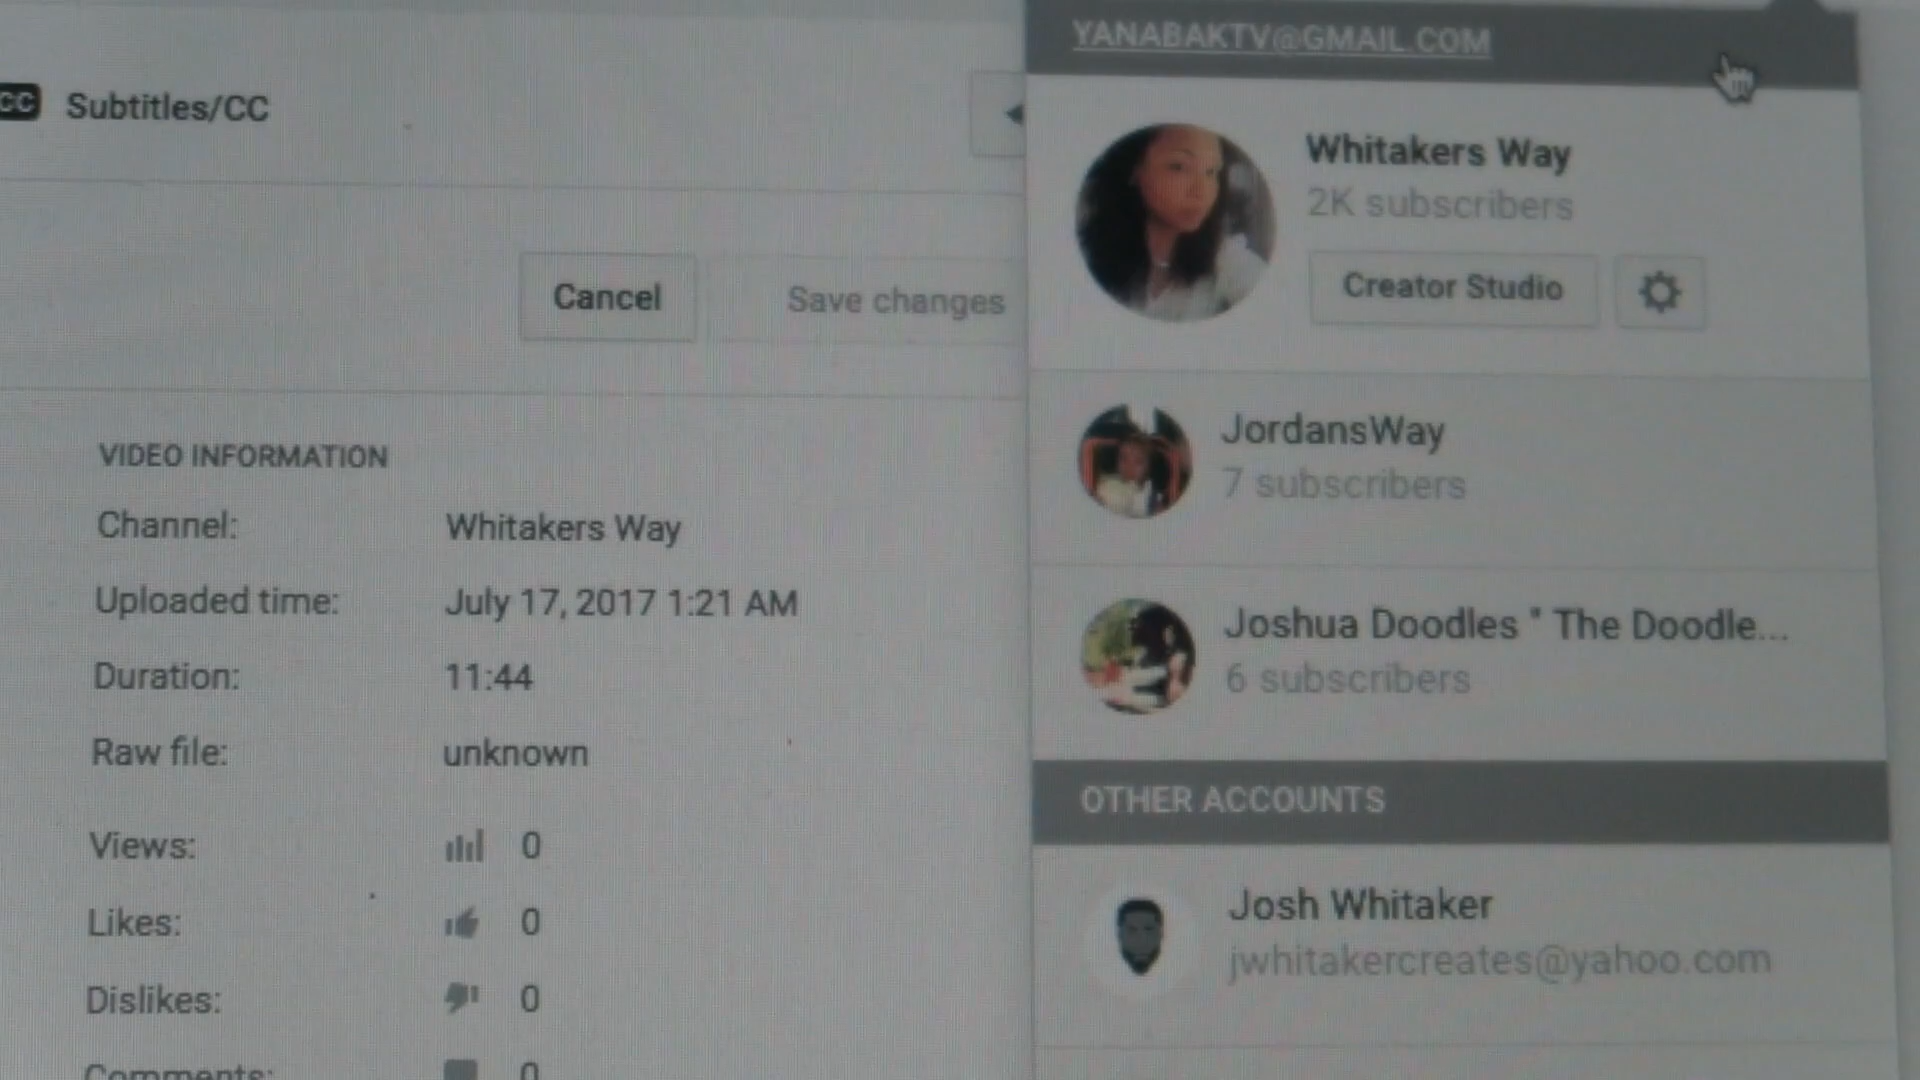 CC Subtitles/CC
Cancel
Save changes
VIDEO INFORMATION
Channel: Whitakers Way
Uploaded time: July 17, 2017 1:21 AM
Duration: 11:44
Raw file: unknown
Views: 0
Likes: 0
Dislikes: 0
Comments: 0
YANABAKTV@GMAIL.COM
Whitakers Way
2K subscribers
Creator Studio
JordansWay
7 subscribers
Joshua Doodles " The Doodle...
6 subscribers
OTHER ACCOUNTS
Josh Whitaker
jwhitakercreates@yahoo.com